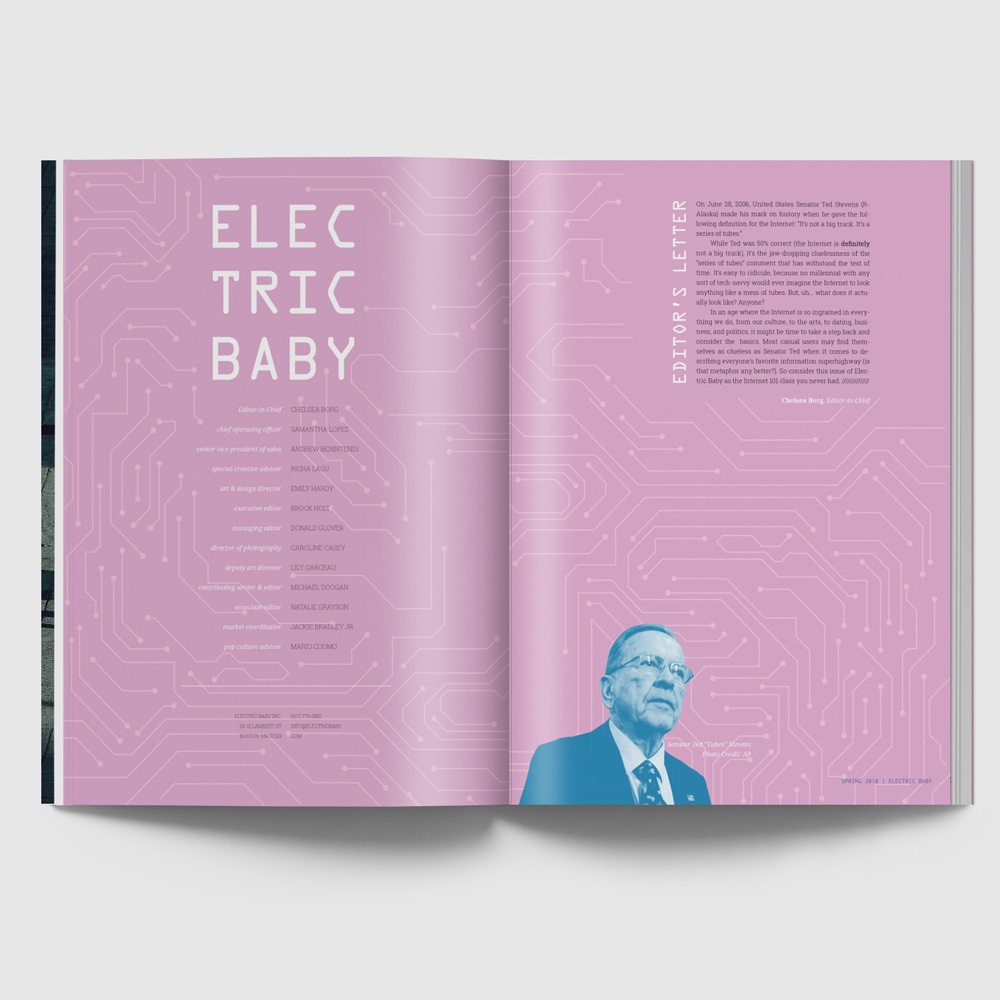 ELEC
TRIC
BABY
Editor-in-Chief CHELSEA BORG
chief operating officer SAMANTHA LOPEZ
senior vice president of sales ANDREW BENINTENDI
special creative adviser RICHA LAGU
art & design director EMILY HARDY
executive editor BROCK HOLT
managing editor DONALD GLOVER
director of photography CAROLINE CASEY
deputy art director LILY GARCEAU
contributing writer & editor MICHAEL DOOGAN
associate editor NATALIE GRAYSON
market coordinator JACKIE BRADLEY JR
pop culture adviser MARIO CUOMO
ELECTRIC BABY INC.
LAMBERT ST INFO@ELECTRICBABY.
BOSTON, MA COM
EDITOR'S LETTER
On June 28, 2006, United States Senator Ted Stevens (R-
Alaska) made his mark on history when he gave the fol-
lowing definition for the Internet: "It's not a big truck. It's a
series of tubes."
While Ted was 50% correct (the Internet is definitely
not a big truck), it's the jaw-dropping cluelessness of the
"series of tubes" comment that has withstood the test of
time. It's easy to ridicule, because no millennial with any
sort of tech-savvy would ever imagine the Internet to look
anything like a mess of tubes. But, uh... what does it actu-
ally look like? Anyone?
In an age where the Internet is so ingrained in every-
thing we do, from our culture, to the arts, to dating, busi-
ness, and politics, it might be time to take a step back and
consider the basics. Most casual users may find them-
selves as clueless as Senator Ted when it comes to de-
scribing everyone's favorite information superhighway (is
that metaphor any better?). So consider this issue of Elec-
tric Baby as the Internet 101 class you never had. //////////////
Chelsea Borg, Editor-in-Chief
Senator Ted "Tubes" Stevens
Photo Credit: AP
SPRING 2018 | ELECTRIC BABY